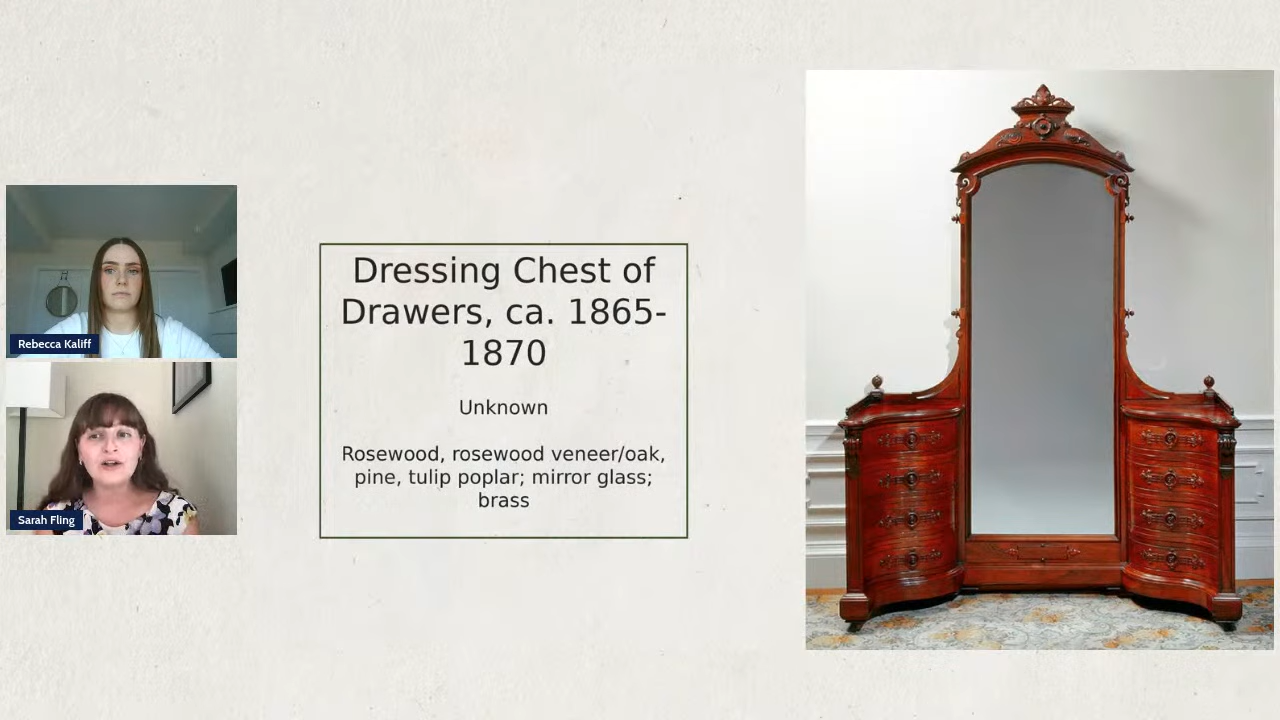 Rebecca Kaliff
Sarah Fling
Dressing Chest of
Drawers, ca. 1865-
1870
Unknown
Rosewood, rosewood veneer/oak,
pine, tulip poplar; mirror glass;
brass